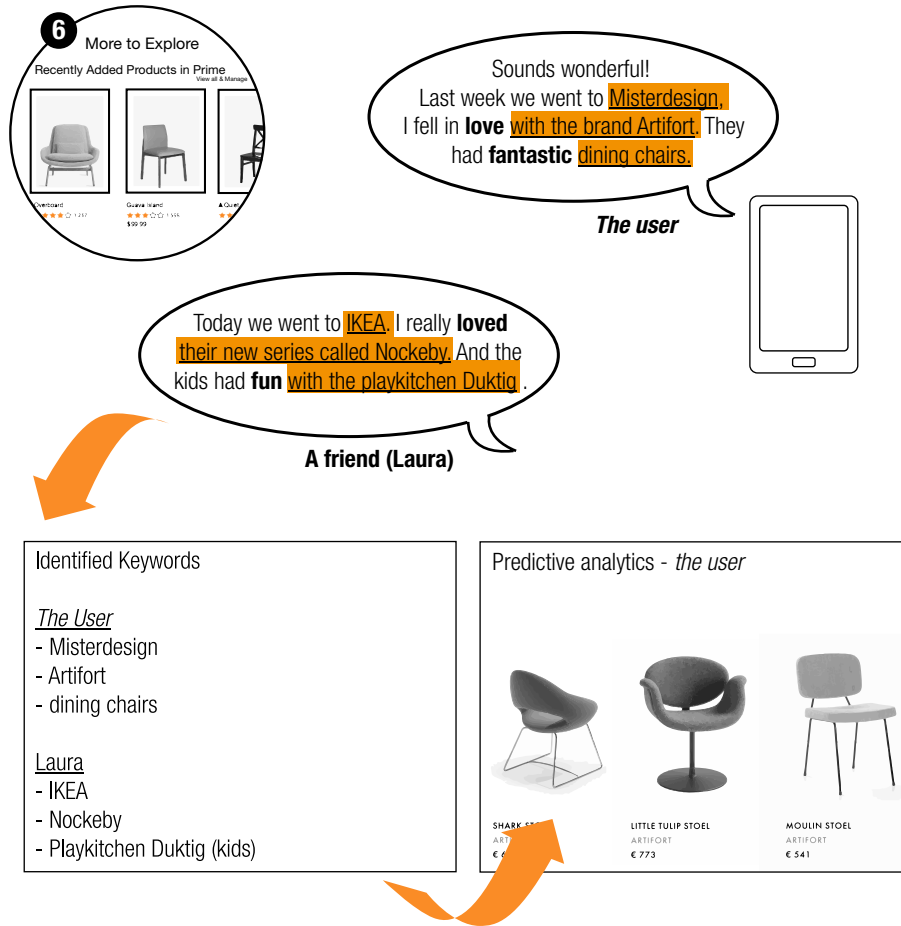 6
More to Explore
Recently Added Products in Prime
View all & Manage
Overboard
Guava Island
$99.99
Sounds wonderful!
Last week we went to Misterdesign,
I fell in love with the brand Artifort. They
had fantastic dining chairs.
The user
Today we went to IKEA. I really loved
their new series called Nockeby. And the
kids had fun with the playkitchen Duktig .
A friend (Laura)
Identified Keywords
The User
- Misterdesign
- Artifort
- dining chairs
Laura
- IKEA
- Nockeby
- Playkitchen Duktig (kids)
Predictive analytics - the user
SHARK
LITTLE TULIP STOEL
ARTIFORT
€ 773
MOULIN STOEL
ARTIFORT
€ 541